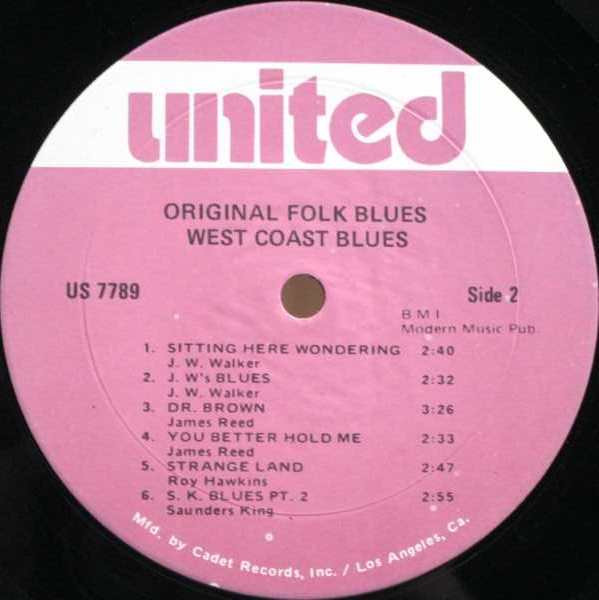 united
ORIGINAL FOLK BLUES
WEST COAST BLUES
US 7789
Side 2
B M I
Modern Music Pub.
1. SITTING HERE WONDERING 2:40
J. W. Walker
2. J. W's BLUES 2:32
J. W. Walker
3. DR. BROWN 3:26
James Reed
4. YOU BETTER HOLD ME 2:33
James Reed
5. STRANGE LAND 2:47
Roy Hawkins
6. S. K. BLUES PT. 2 2:55
Saunders King
Mfd. by Cadet Records, Inc. / Los Angeles, Ca.